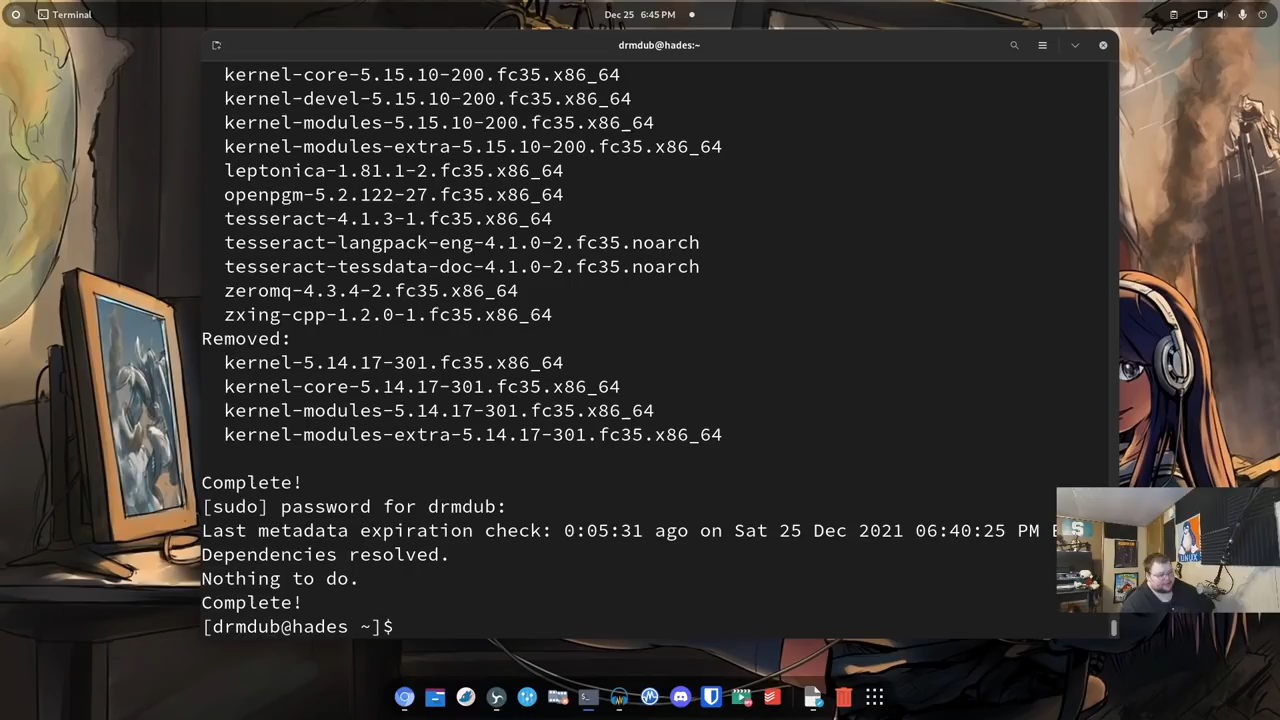 Terminal
Dec 25 6:45 PM
drmdub@hades:~
kernel-core-5.15.10-200.fc35.x86_64
kernel-devel-5.15.10-200.fc35.x86_64
kernel-modules-5.15.10-200.fc35.x86_64
kernel-modules-extra-5.15.10-200.fc35.x86_64
leptonica-1.81.1-2.fc35.x86_64
openpgm-5.2.122-27.fc35.x86_64
tesseract-4.1.3-1.fc35.x86_64
tesseract-langpack-eng-4.1.0-2.fc35.noarch
tesseract-tessdata-doc-4.1.0-2.fc35.noarch
zeromq-4.3.4-2.fc35.x86_64
zxing-cpp-1.2.0-1.fc35.x86_64
Removed:
kernel-5.14.17-301.fc35.x86_64
kernel-core-5.14.17-301.fc35.x86_64
kernel-modules-5.14.17-301.fc35.x86_64
kernel-modules-extra-5.14.17-301.fc35.x86_64
Complete!
[sudo] password for drmdub:
Last metadata expiration check: 0:05:31 ago on Sat 25 Dec 2021 06:40:25 PM
Dependencies resolved.
Nothing to do.
Complete!
[drmdub@hades ~]$